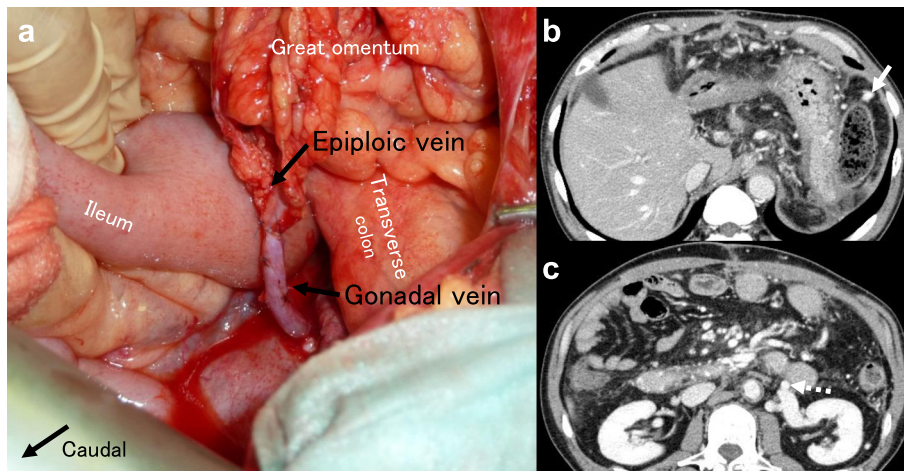 a
Great omentum
Epiploic vein
Ileum
Transverse
colon
Gonadal vein
Caudal
b
c